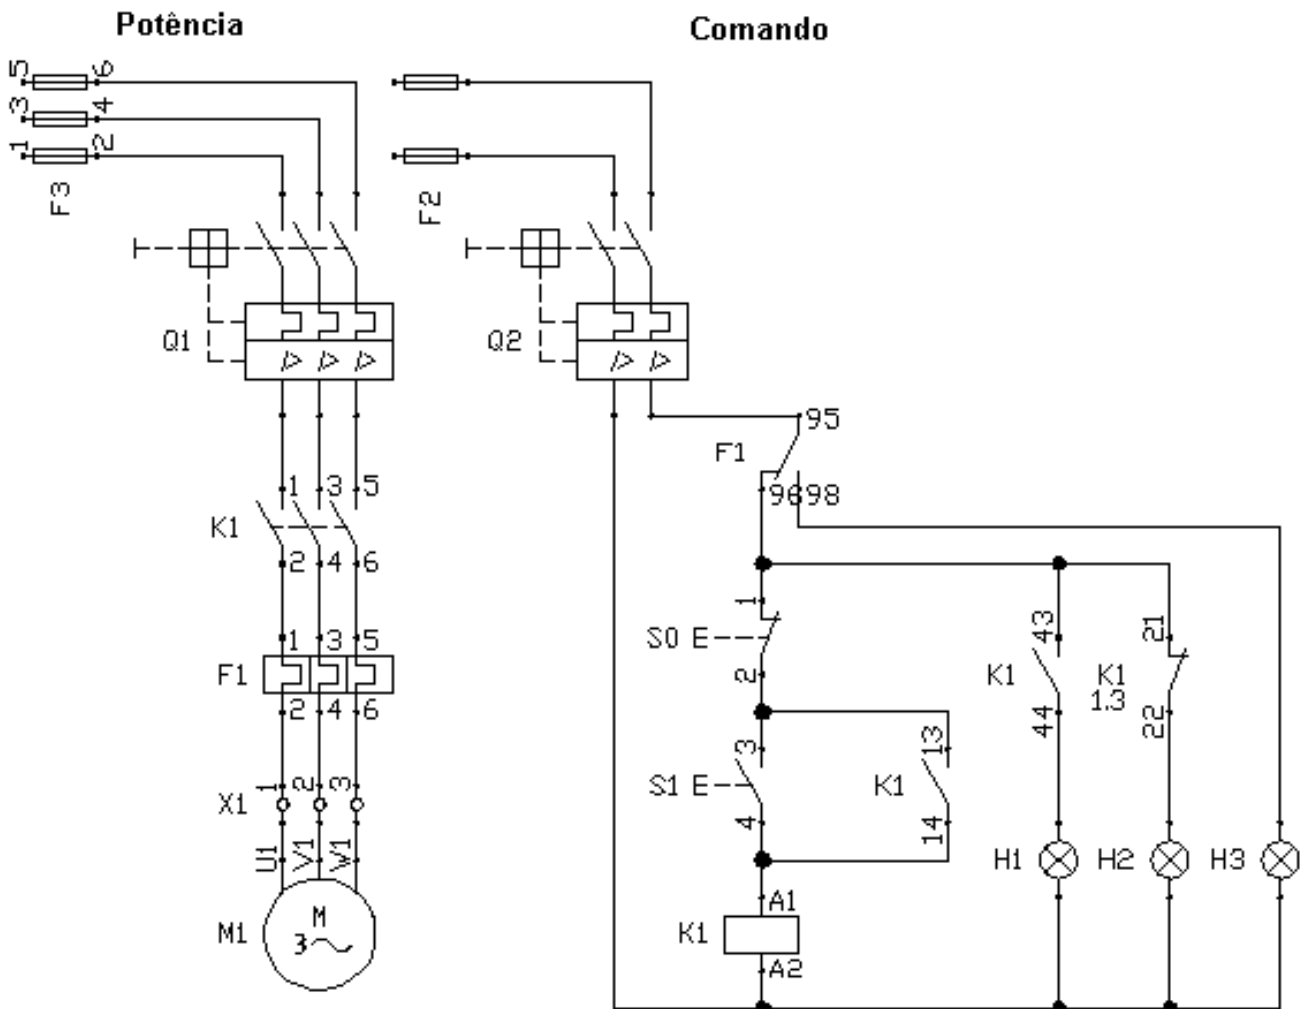 Potência
5 6
3 4
1 2
F3
Q1
1 3 5
K1
2 4 6
1 3 5
F1
2 4 6
1 2 3
X1
U1 V1 W1
M
3
M1
Comando
F2
Q2
95
F1
96 98
1
S0 E
2
3
S1 E
4
13
K1
14
A1
K1
A2
43
K1
44
21
K1
1.3
22
H1
H2
H3